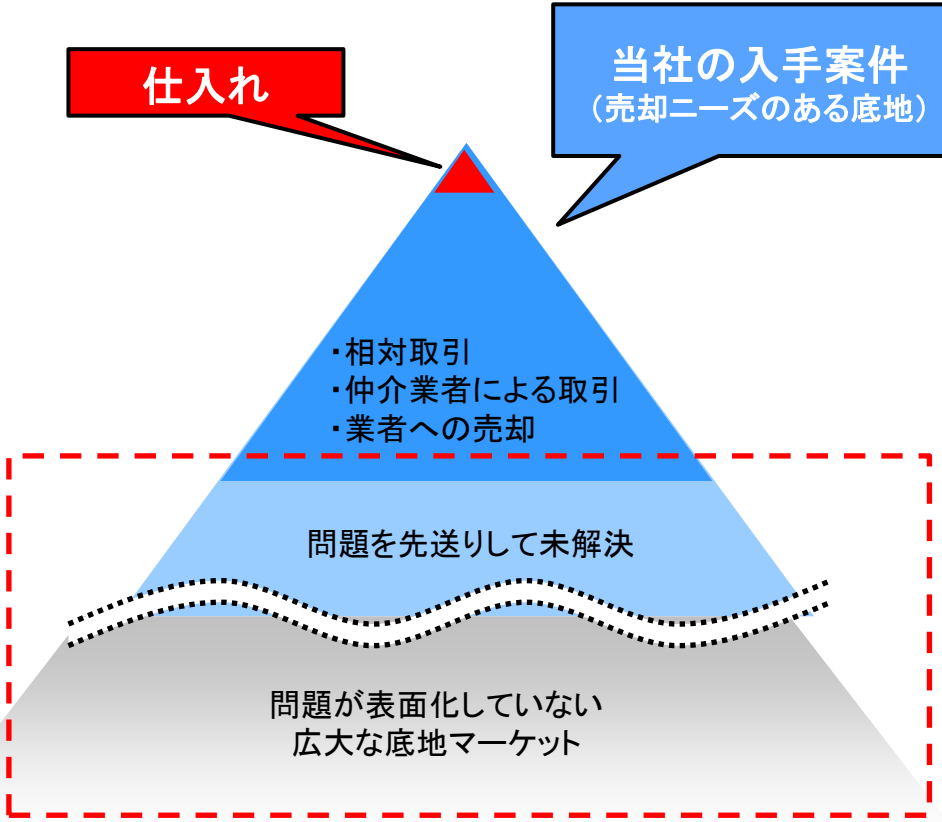 仕入れ
当社の入手案件
（売却ニーズのある底地）
・相対取引
・仲介業者による取引
・業者への売却
問題を先送りして未解決
問題が表面化していない
広大な底地マーケット